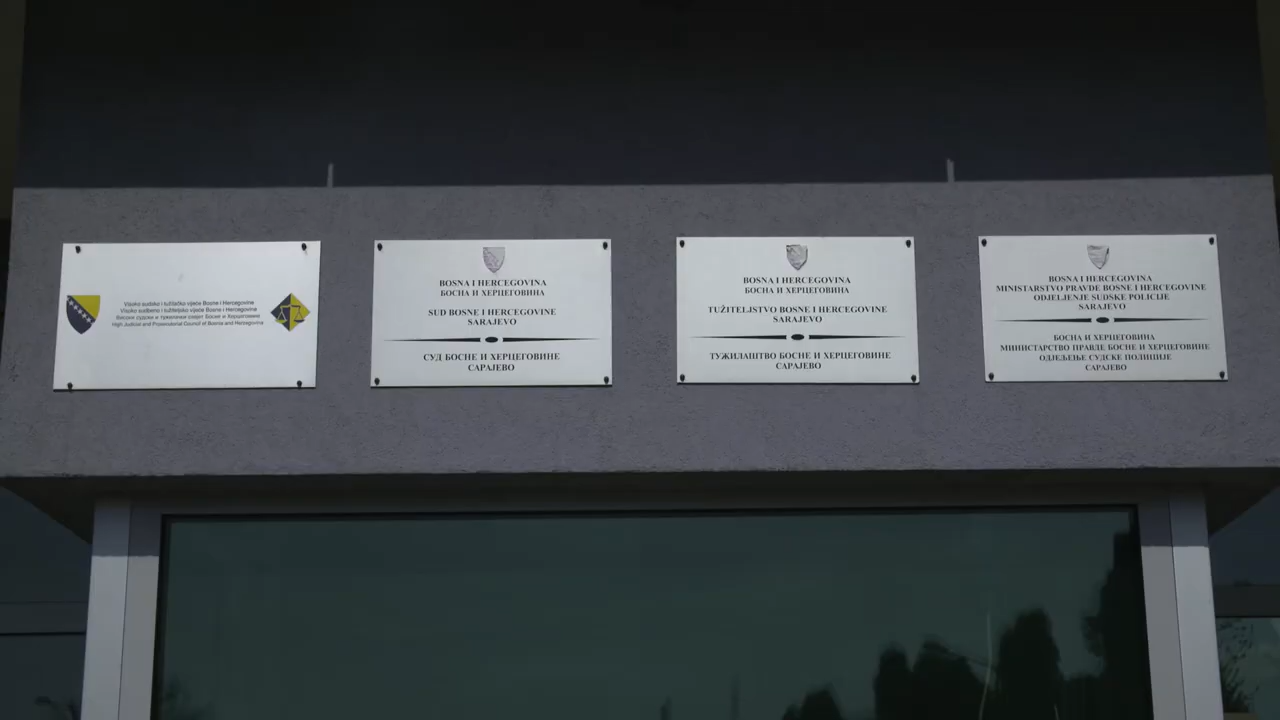 Visoko sudsko i tužilačko vijeće Bosne i Hercegovine
Visoko sudbeno i tužiteljsko vijeće Bosne i Hercegovine
Високи судски и тужилачки савјет Босне и Херцеговине
High Judicial and Prosecutorial Council of Bosnia and Herzegovina
BOSNA I HERCEGOVINA
БОСНА И ХЕРЦЕГОВИНА
SUD BOSNE I HERCEGOVINE
SARAJEVO
СУД БОСНЕ И ХЕРЦЕГОВИНЕ
САРАЈЕВО
BOSNA I HERCEGOVINA
БОСНА И ХЕРЦЕГОВИНА
TUŽITELJSTVO BOSNE I HERCEGOVINE
SARAJEVO
ТУЖИЛАШТВО БОСНЕ И ХЕРЦЕГОВИНЕ
САРАЈЕВО
BOSNA I HERCEGOVINA
MINISTARSTVO PRAVDE BOSNE I HERCEGOVINE
ODJELJENJE SUDSKE POLICIJE
SARAJEVO
БОСНА И ХЕРЦЕГОВИНА
МИНИСТАРСТВО ПРАВДЕ БОСНЕ И ХЕРЦЕГОВИНЕ
ОДЈЕЉЕЊЕ СУДСКЕ ПОЛИЦИЈЕ
САРАЈЕВО